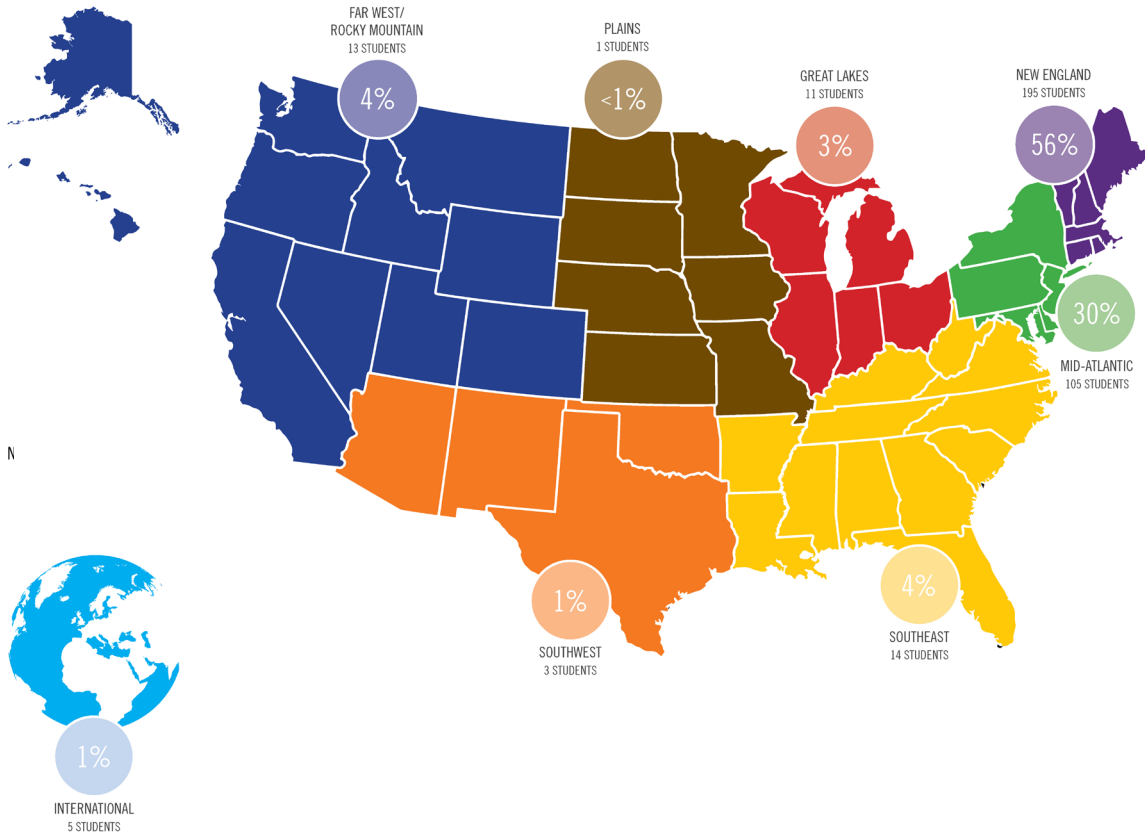 FAR WEST/
ROCKY MOUNTAIN
13 STUDENTS
4%
PLAINS
1 STUDENTS
<1%
GREAT LAKES
11 STUDENTS
3%
NEW ENGLAND
195 STUDENTS
56%
30%
MID-ATLANTIC
105 STUDENTS
N
1%
SOUTHWEST
3 STUDENTS
4%
SOUTHEAST
14 STUDENTS
1%
INTERNATIONAL
5 STUDENTS